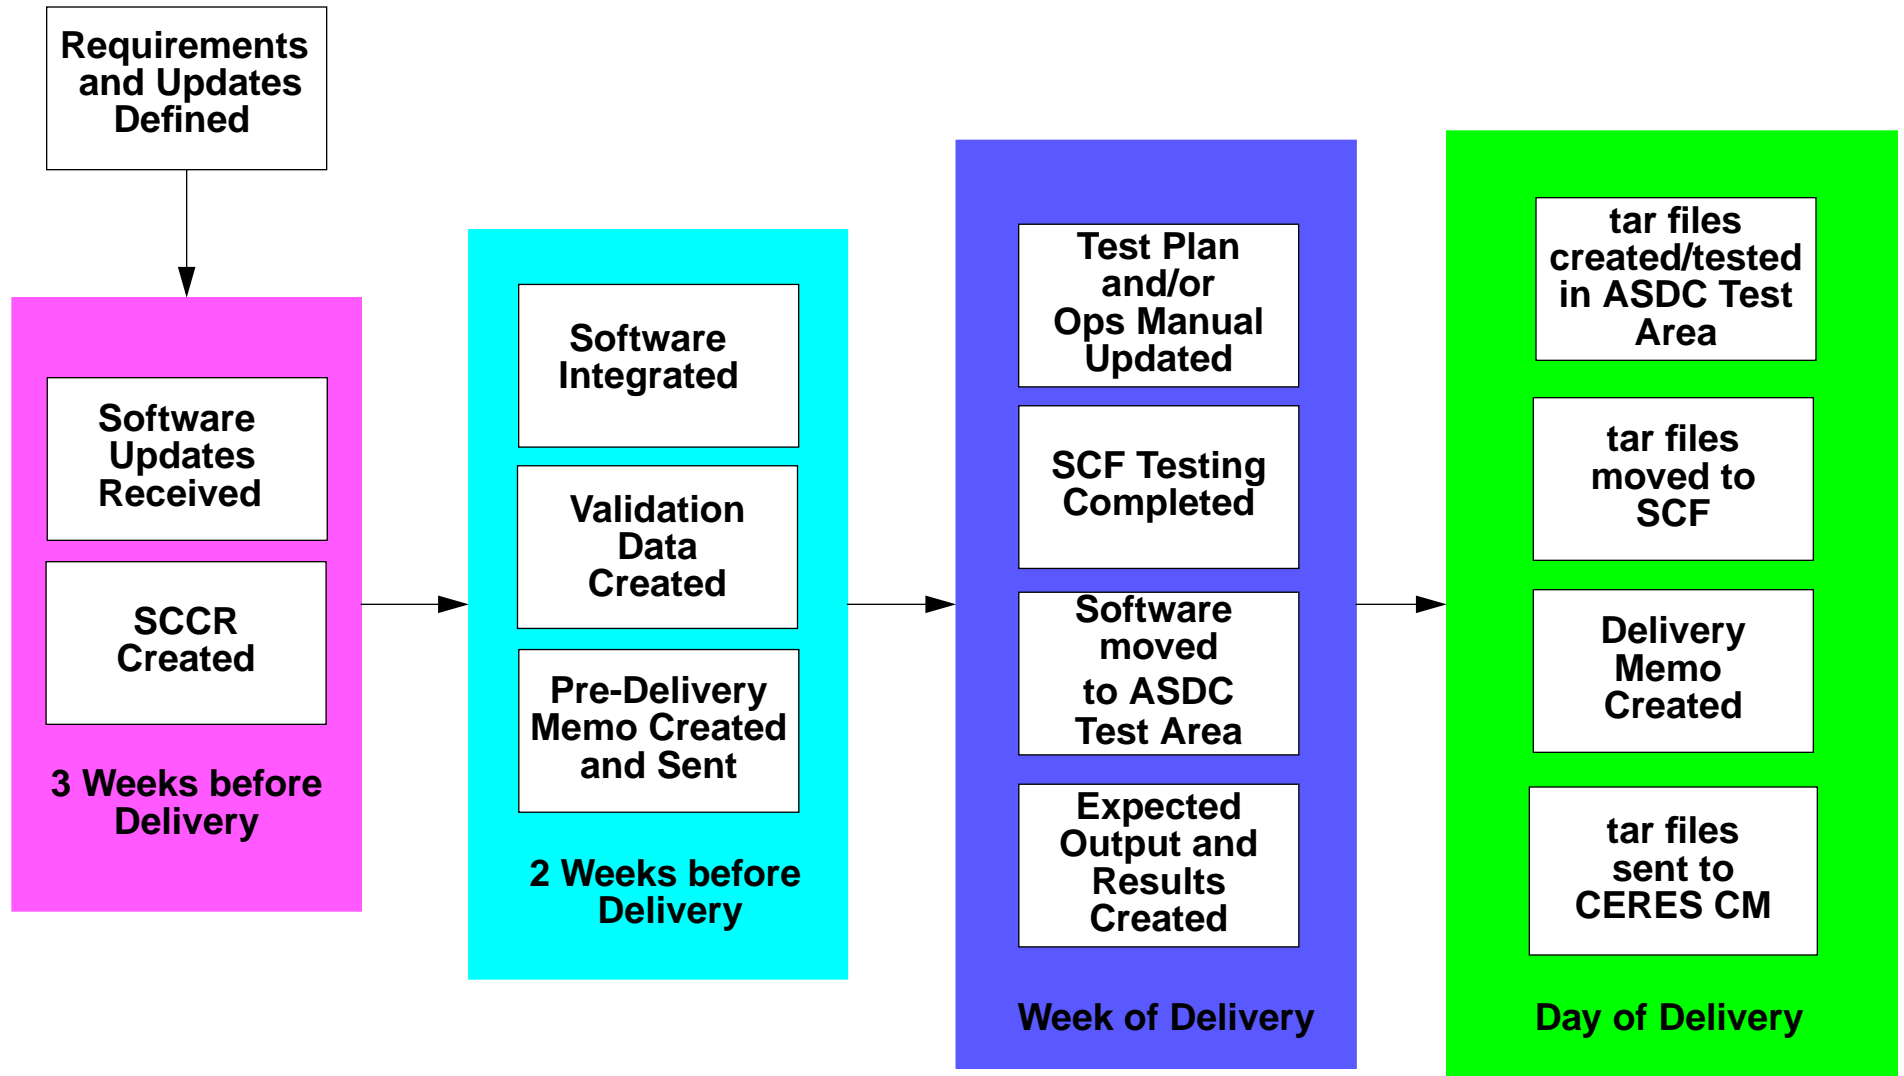 Requirements
and Updates
Defined
Software
Updates
Received
SCCR
Created
3 Weeks before
Delivery
Software
Integrated
Validation
Data
Created
Pre-Delivery
Memo Created
and Sent
2 Weeks before
Delivery
Test Plan
and/or
Ops Manual
Updated
SCF Testing
Completed
Software
moved
to ASDC
Test Area
Expected
Output and
Results
Created
Week of Delivery
tar files
created/tested
in ASDC Test
Area
tar files
moved to
SCF
Delivery
Memo
Created
tar files
sent to
CERES CM
Day of Delivery